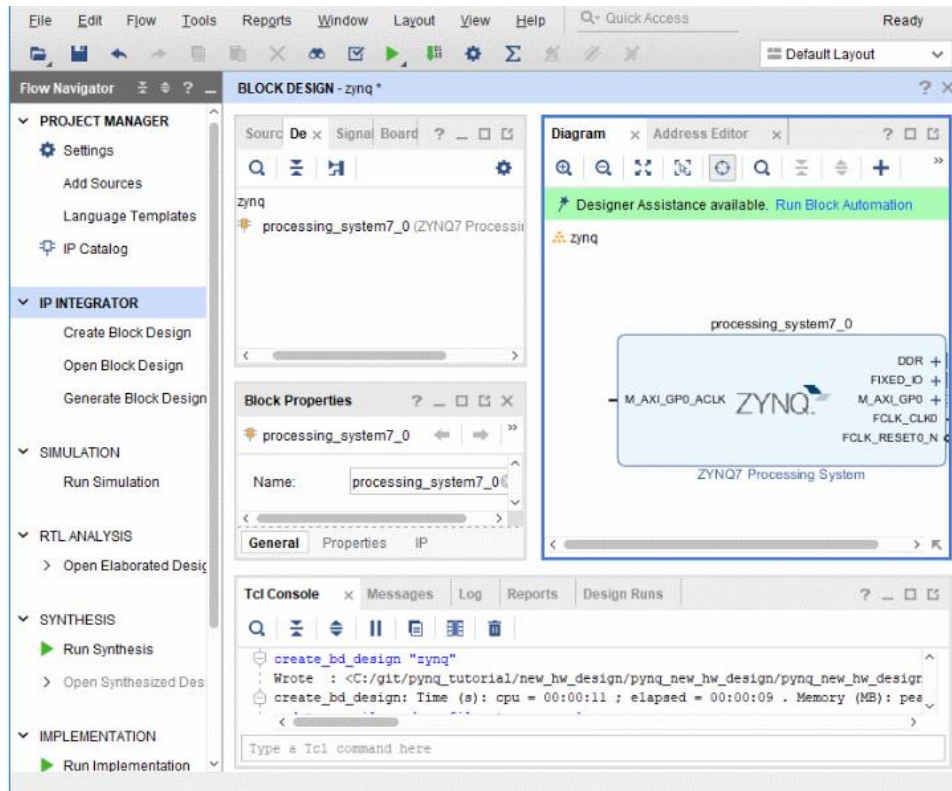 File Edit Flow Tools Reports Window Layout View Help Quick Access Ready
Default Layout
Flow Navigator
PROJECT MANAGER
Settings
Add Sources
Language Templates
IP Catalog
IP INTEGRATOR
Create Block Design
Open Block Design
Generate Block Design
SIMULATION
Run Simulation
RTL ANALYSIS
Open Elaborated Desig
SYNTHESIS
Run Synthesis
Open Synthesized Des
IMPLEMENTATION
Run Implementation
BLOCK DESIGN - zynq *
Sourc De Signal Board
zynq
processing_system7_0 (ZYNQ7 Processi
Block Properties
processing_system7_0
Name: processing_system7_0
General Properties IP
Diagram Address Editor
Designer Assistance available. Run Block Automation
zynq
processing_system7_0
DDR
FIXED_IO
M_AXI_GP0_ACLK ZYNQ M_AXI_GP0
FCLK_CLK0
FCLK_RESET0_N
ZYNQ7 Processing System
Tcl Console Messages Log Reports Design Runs
create_bd_design "zynq"
Wrote : <C:/git/pynq_tutorial/new_hw_design/pynq_new_hw_design/pynq_new_hw_design
create_bd_design: Time (s): cpu = 00:00:11 ; elapsed = 00:00:09 . Memory (MB): pea
Type a Tcl command here